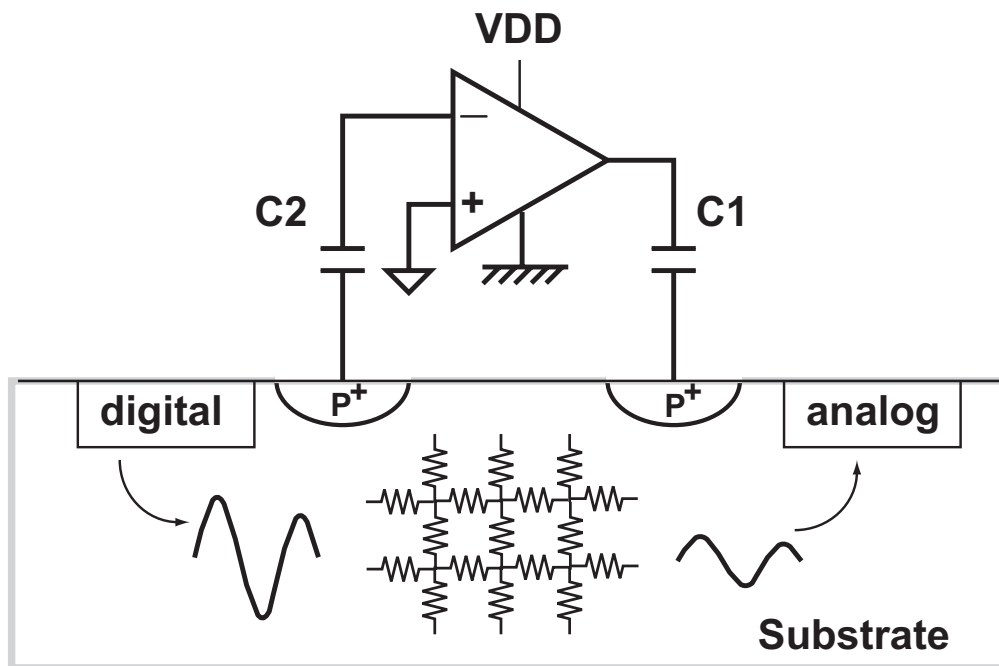 VDD
−
+
C2
C1
digital
P+
P+
analog
Substrate